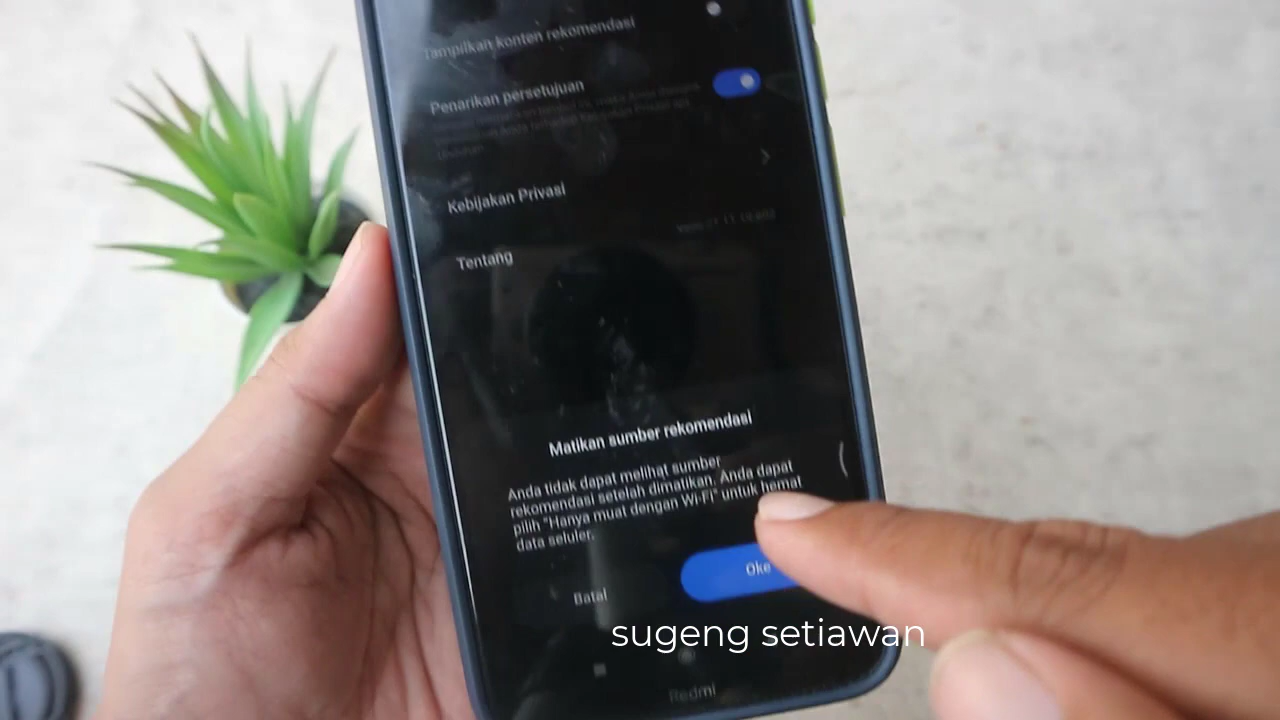 Tampilkan konten rekomendasi
Penarikan persetujuan
Kebijakan Privasi
Tentang
Matikan sumber rekomendasi
Anda tidak dapat melihat sumber
rekomendasi setelah dimatikan. Anda dapat
pilih "Hanya muat dengan Wi-Fi" untuk hemat
data seluler.
Batal
Oke
sugeng setiawan
Redmi